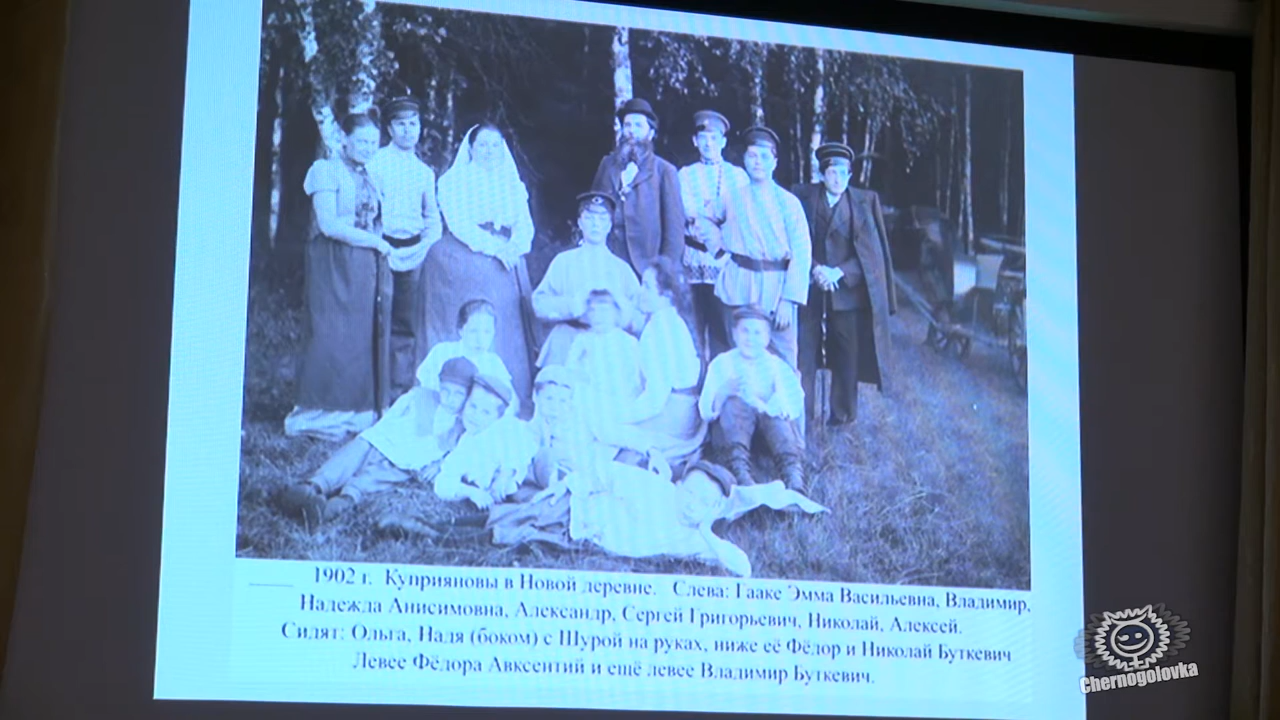 1902 г. Куприяновы в Новой деревне. Слева: Гааке Эмма Васильевна, Владимир,
Надежда Анисимовна, Александр, Сергей Григорьевич, Николай, Алексей.
Сидят: Ольга, Надя (боком) с Шурой на руках, ниже её Фёдор и Николай Буткевич
Левее Фёдора Авксентий и ещё левее Владимир Буткевич.
Chernogolovka